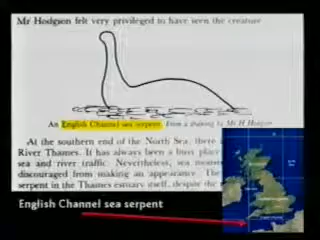 Mr Hodgson felt very privileged to have seen the creature
An English Channel sea serpent. From a drawing by Mr H Hodgson
At the southern end of the North Sea, there
River Thames. It has always been a busy place
sea and river traffic. Nevertheless, sea
discouraged from making an appearance. The
serpent in the Thames estuary itself, despite the
English Channel sea serpent